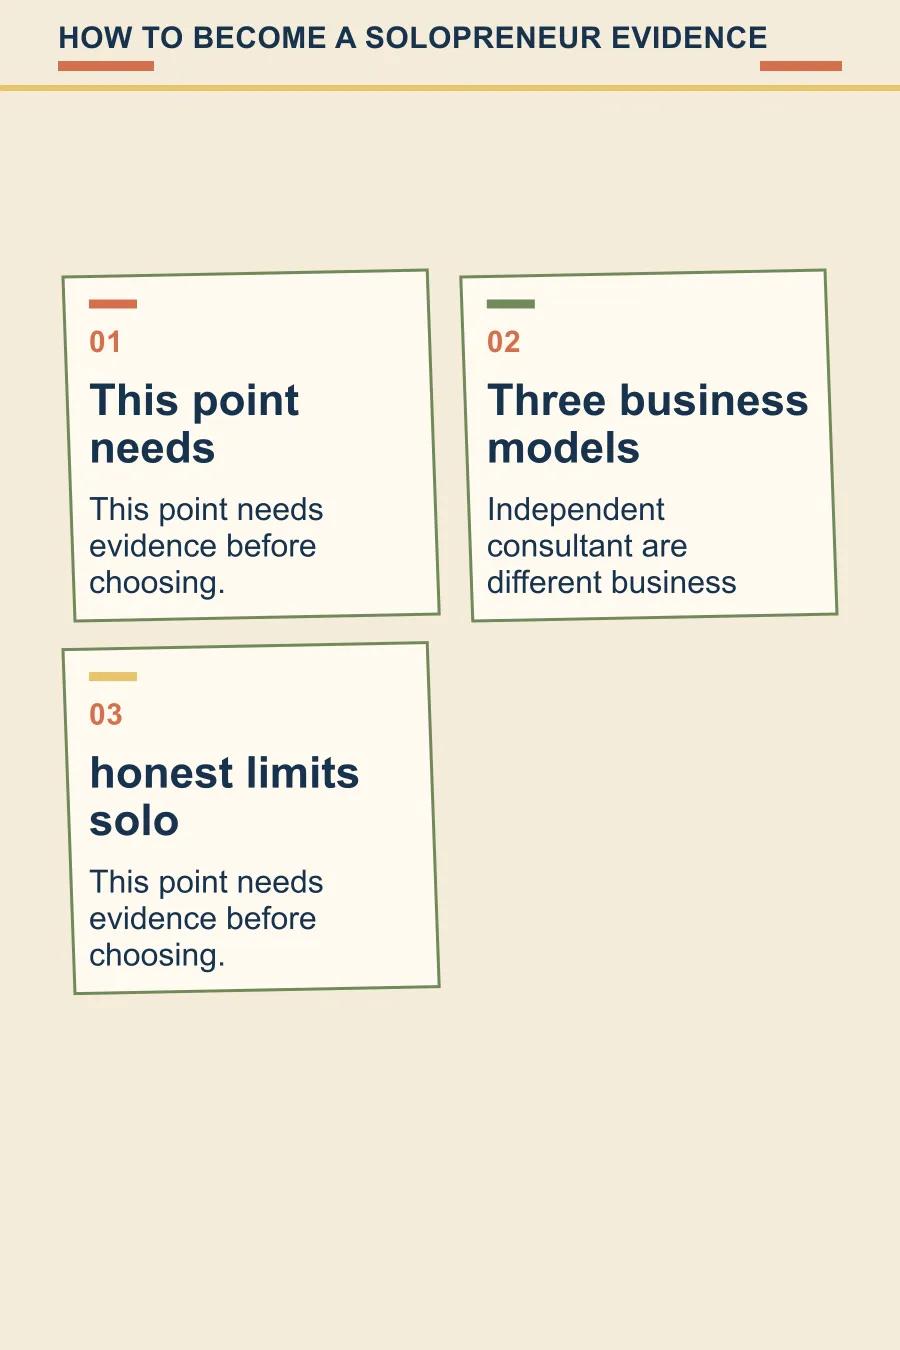 HOW TO BECOME A SOLOPRENEUR EVIDENCE
01
This point
needs
This point needs
evidence before
choosing.
02
Three business
models
Independent
consultant are
different business
03
honest limits
solo
This point needs
evidence before
choosing.